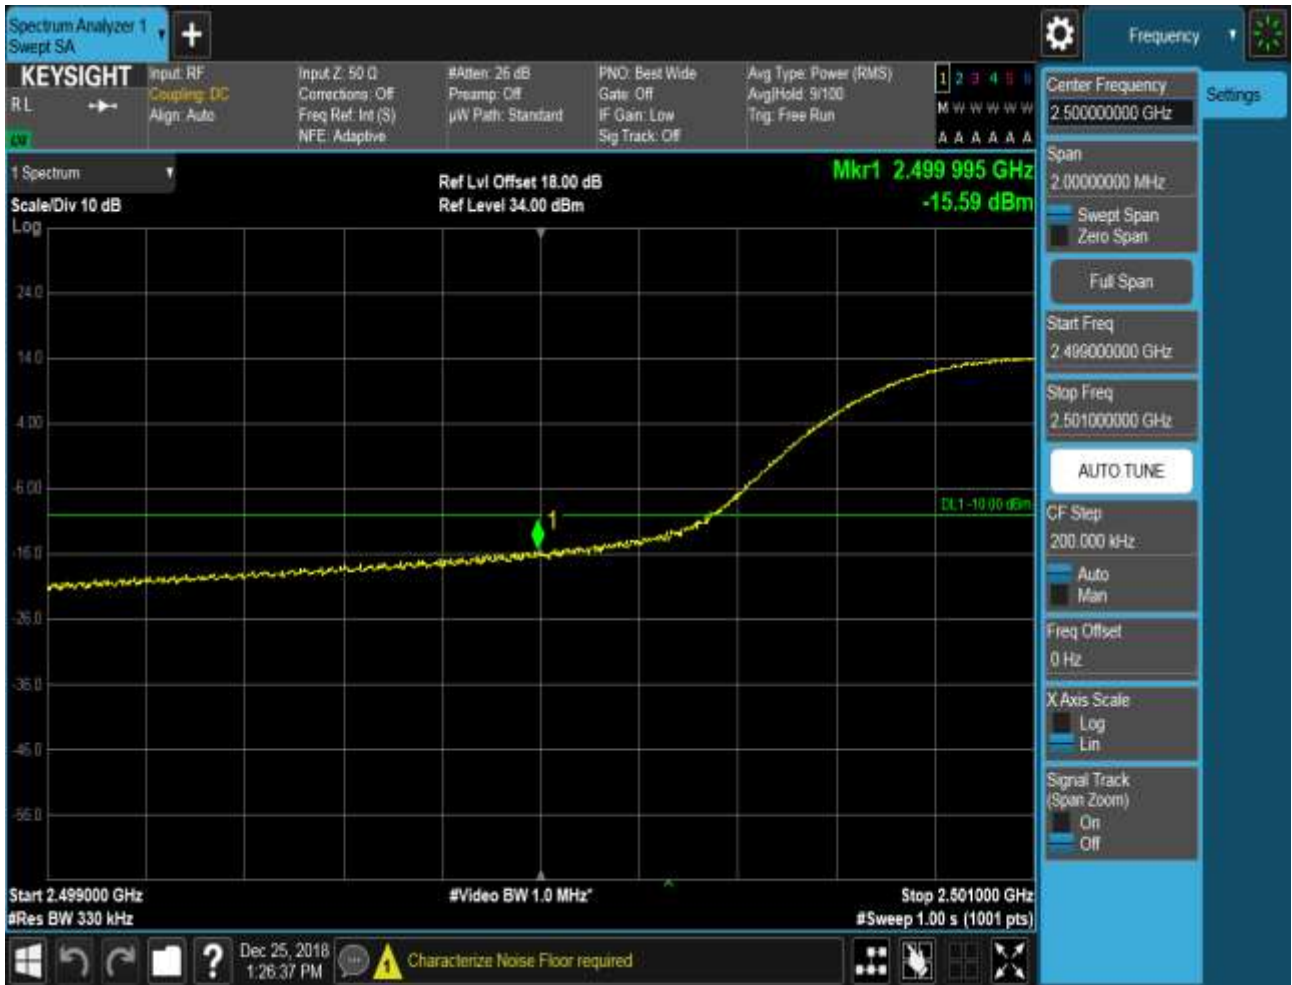 Spectrum Analyzer 1
Swept SA
+
Frequency
KEYSIGHT
RL
Input: RF
Coupling: DC
Align: Auto
Input Z: 50 Ω
Corrections: Off
Freq Ref: Int (S)
NFE: Adaptive
#Atten: 26 dB
Preamp: Off
µW Path: Standard
PNO: Best Wide
Gate: Off
IF Gain: Low
Sig Track: Off
Avg Type: Power (RMS)
Avg|Hold: 9/100
Trig: Free Run
1 2 3 4 5 6
M W W W W W
A A A A A A
1 Spectrum
Scale/Div 10 dB
Log
Ref Lvl Offset 18.00 dB
Ref Level 34.00 dBm
Mkr1 2.499 995 GHz
-15.59 dBm
24.0
14.0
4.00
-6.00
-16.0
-26.0
-36.0
-46.0
-56.0
1
DL1 -10.00 dBm
Start 2.499000 GHz
#Res BW 330 kHz
#Video BW 1.0 MHz*
Stop 2.501000 GHz
#Sweep 1.00 s (1001 pts)
Center Frequency
2.500000000 GHz
Settings
Span
2.00000000 MHz
Swept Span
Zero Span
Full Span
Start Freq
2.499000000 GHz
Stop Freq
2.501000000 GHz
AUTO TUNE
CF Step
200.000 kHz
Auto
Man
Freq Offset
0 Hz
X Axis Scale
Log
Lin
Signal Track
(Span Zoom)
On
Off
?
Dec 25, 2018
1:26:37 PM
1
Characterize Noise Floor required